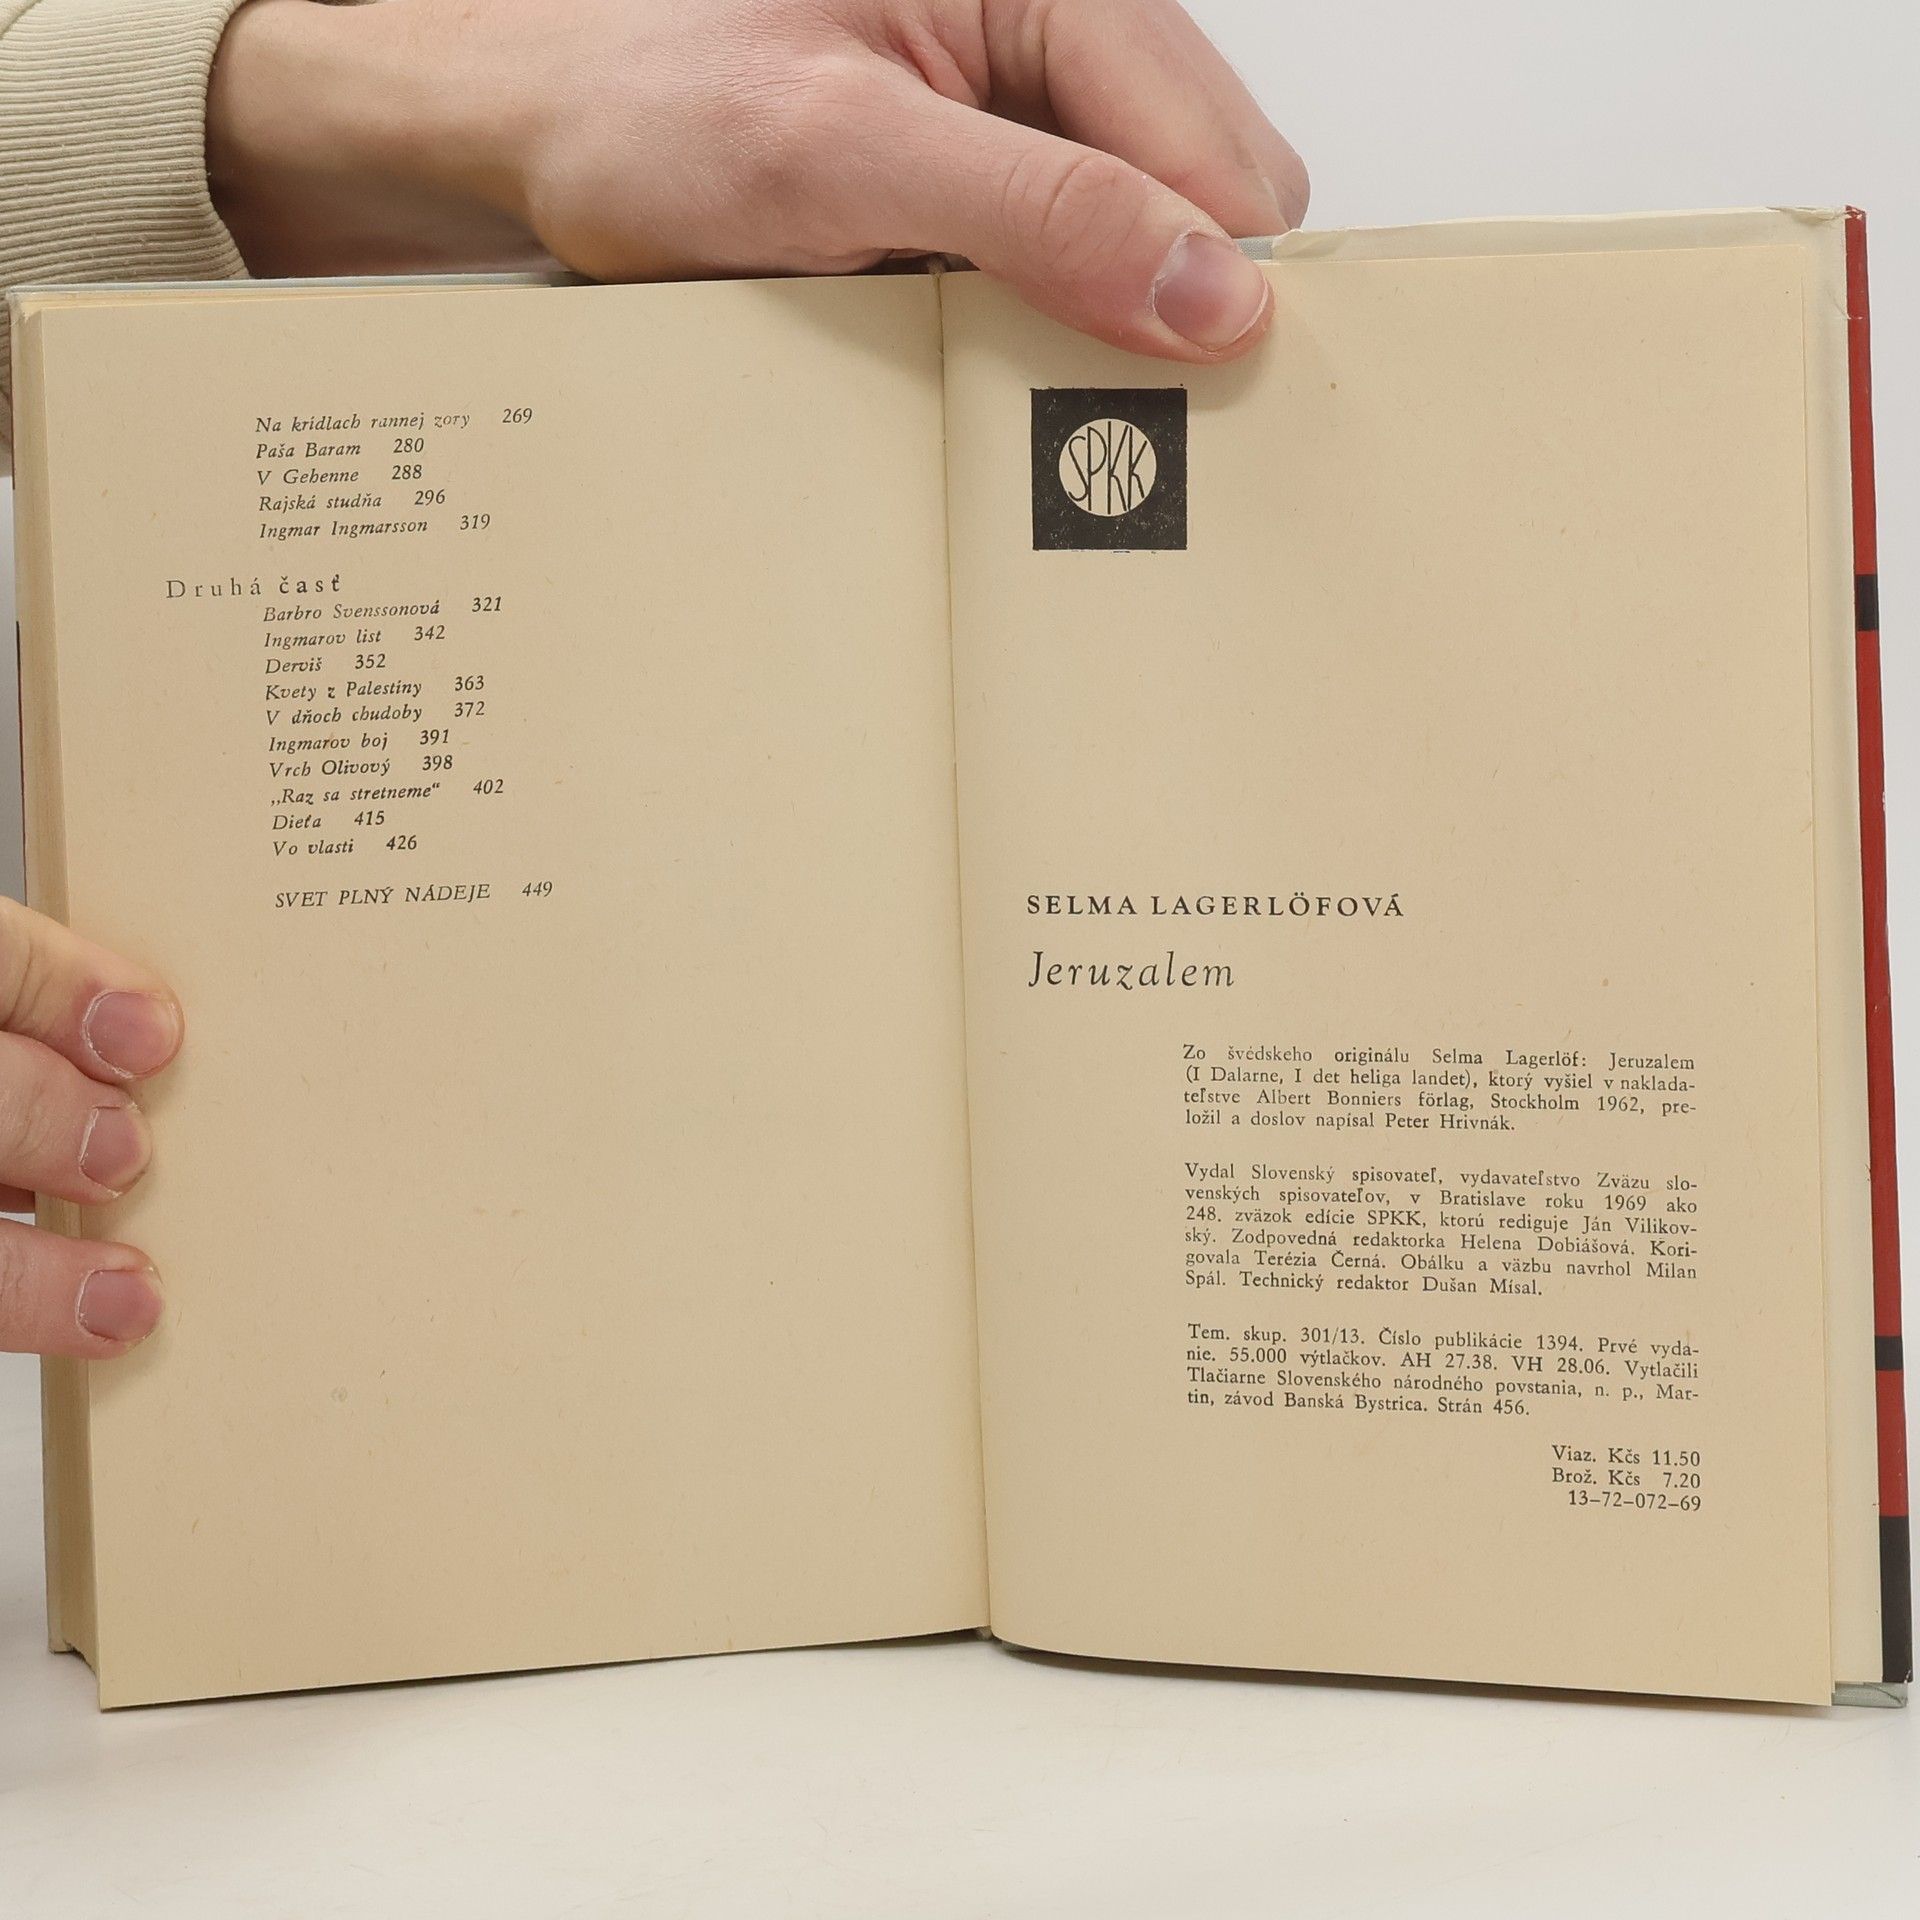 Na krídlach rannej zory 269
Paša Baram 280
V Gehenne 288
Rajská studňa 296
Ingmar Ingmarsson 319
Druhá časť
Barbro Svenssonová 321
Ingmarov list 342
Derviš 352
Kvety z Palestíny 363
V dňoch chudoby 372
Ingmarov boj 391
Vrch Olivový 398
„Raz sa stretneme“ 402
Dieťa 415
Vo vlasti 426
SVET PLNÝ NÁDEJE 449
SPKK
SELMA LAGERLÖFOVÁ
Jeruzalem
Zo švédskeho originálu Selma Lagerlöf: Jeruzalem
(I Dalarne, I det heliga landet), ktorý vyšiel v naklada-
teľstve Albert Bonniers förlag, Stockholm 1962, pre-
ložil a doslov napísal Peter Hrivnák.
Vydal Slovenský spisovateľ, vydavateľstvo Zväzu slo-
venských spisovateľov, v Bratislave roku 1969 ako
248. zväzok edície SPKK, ktorú rediguje Ján Vilikov-
ský. Zodpovedná redaktorka Helena Dobiášová. Kori-
govala Terézia Černá. Obálku a väzbu navrhol Milan
Spál. Technický redaktor Dušan Mísal.
Tem. skup. 301/13. Číslo publikácie 1394. Prvé vyda-
nie. 55.000 výtlačkov. AH 27.38. VH 28.06. Vytlačili
Tlačiarne Slovenského národného povstania, n. p., Mar-
tin, závod Banská Bystrica. Strán 456.
Viaz. Kčs 11.50
Brož. Kčs 7.20
13–72–072–69